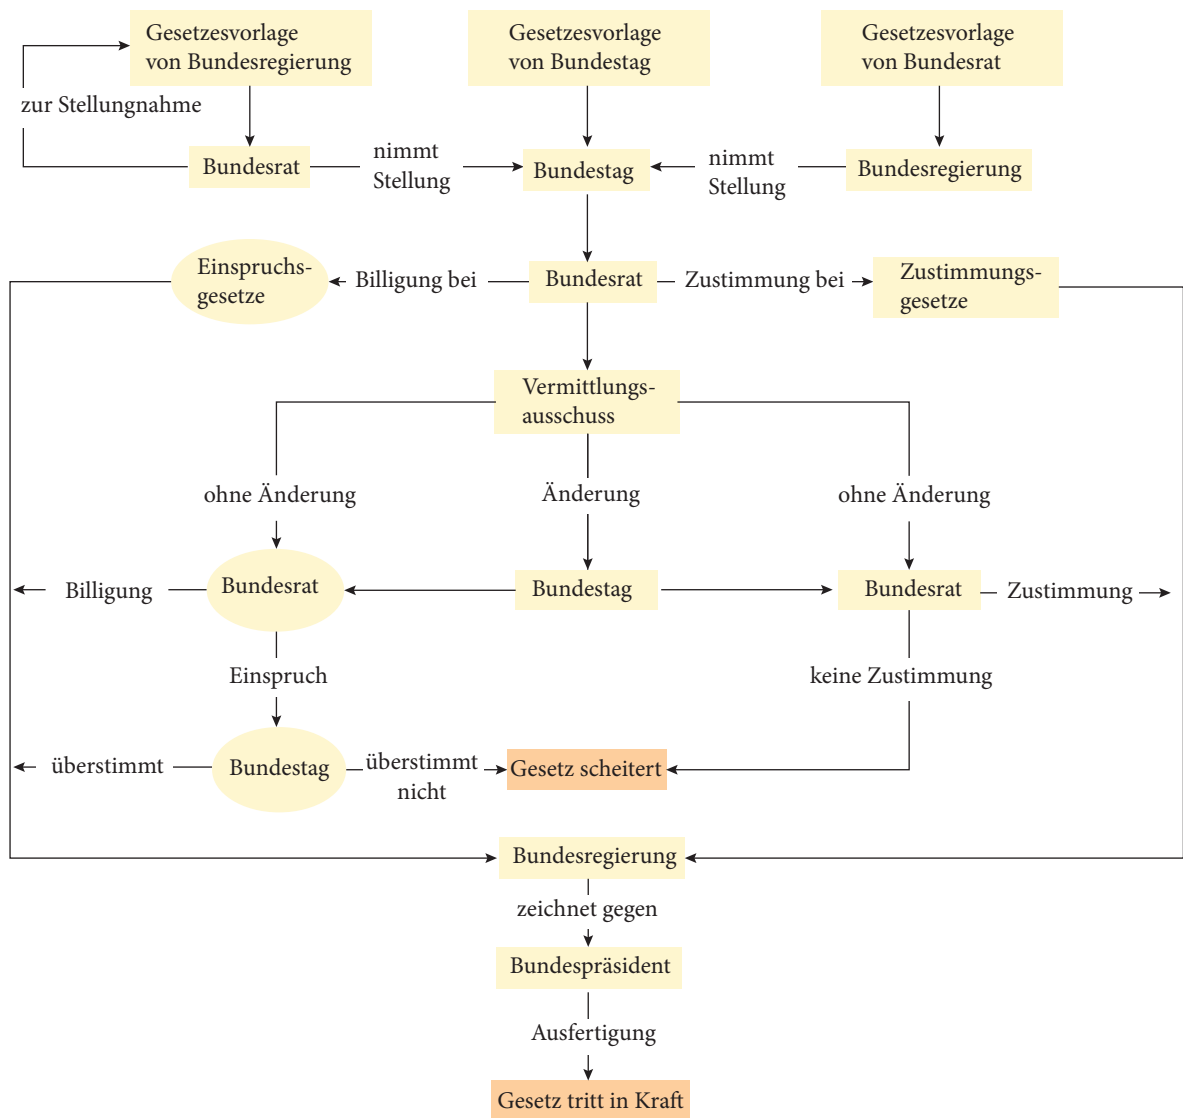 Gesetzesvorlage
von Bundesregierung
Gesetzesvorlage
von Bundestag
Gesetzesvorlage
von Bundesrat
zur Stellungnahme
Bundesrat
nimmt
Stellung
Bundestag
nimmt
Stellung
Bundesregierung
Einspruchs-
gesetze
Billigung bei
Bundesrat
Zustimmung bei
Zustimmungs-
gesetze
Vermittlungs-
ausschuss
ohne Änderung
Änderung
ohne Änderung
Billigung
Bundesrat
Bundestag
Bundesrat
Zustimmung
Einspruch
keine Zustimmung
überstimmt
Bundestag
überstimmt
nicht
Gesetz scheitert
Bundesregierung
zeichnet gegen
Bundespräsident
Ausfertigung
Gesetz tritt in Kraft